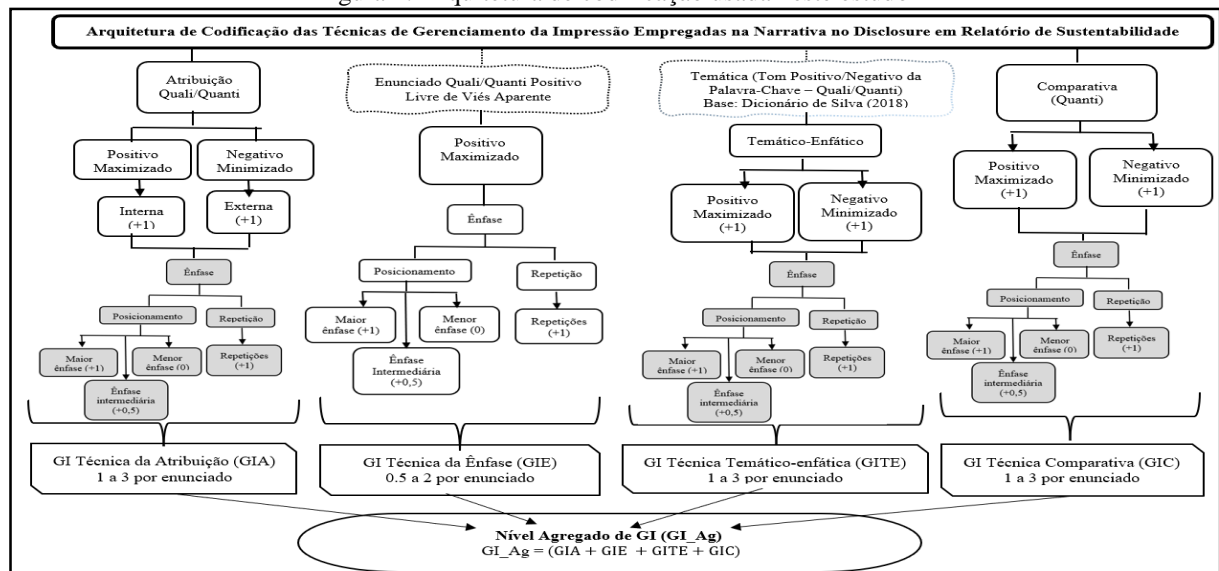 Arquitetura de Codificação das Técnicas de Gerenciamento da Impressão Empregadas na Narrativa no Disclosure em Relatório de Sustentabilidade
Atribuição
Quali/Quanti
Positivo
Maximizado
Negativo
Minimizado
Interna
(+1)
Externa
(+1)
Ênfase
Posicionamento
Repetição
Maior
ênfase (+1)
Menor
ênfase (0)
Repetições
(+1)
Ênfase
intermediária
(+0,5)
GI Técnica da Atribuição (GIA)
1 a 3 por enunciado
Enunciado Quali/Quanti Positivo
Livre de Viés Aparente
Positivo
Maximizado
Ênfase
Posicionamento
Repetição
Maior
ênfase (+1)
Menor
ênfase (0)
Repetições
(+1)
Ênfase
Intermediária
(+0,5)
GI Técnica da Ênfase (GIE)
0.5 a 2 por enunciado
Temática (Tom Positivo/Negativo da
Palavra-Chave – Quali/Quanti)
Base: Dicionário de Silva (2018)
Temático-Enfático
Positivo
Maximizado
(+1)
Negativo
Minimizado
(+1)
Ênfase
Posicionamento
Repetição
Maior
ênfase (+1)
Menor
ênfase (0)
Repetições
(+1)
Ênfase
intermediária
(+0,5)
GI Técnica Temático-enfática (GITE)
1 a 3 por enunciado
Comparativa
(Quanti)
Positivo
Maximizado
(+1)
Negativo
Minimizado
(+1)
Ênfase
Posicionamento
Repetição
Maior
ênfase (+1)
Menor
ênfase (0)
Repetições
(+1)
Ênfase
intermediária
(+0,5)
GI Técnica Comparativa (GIC)
1 a 3 por enunciado
Nível Agregado de GI (GI_Ag)
GI_Ag = (GIA + GIE + GITE + GIC)